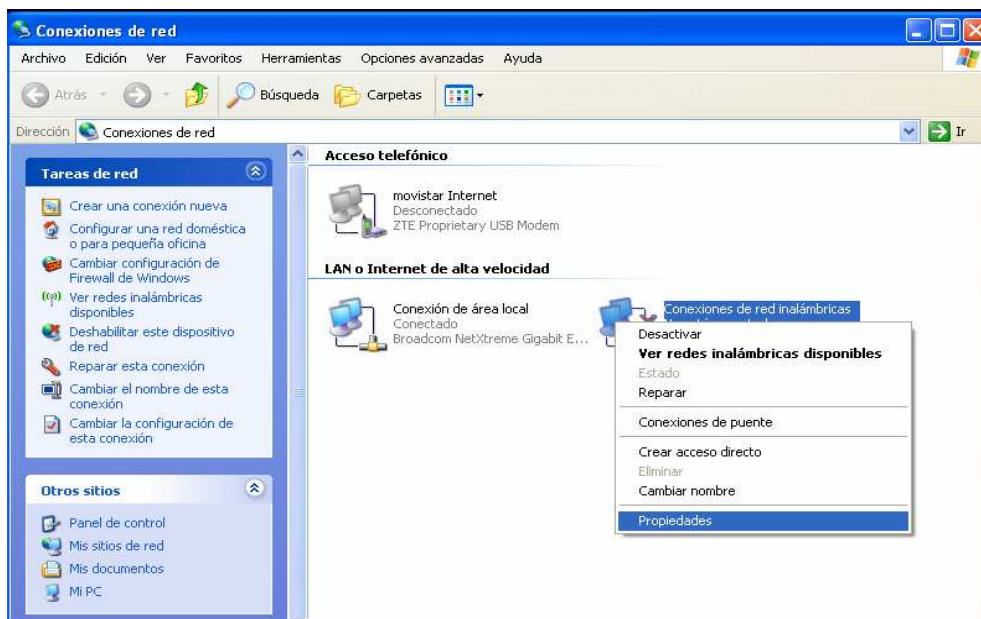 Conexiones de red
Archivo Edición Ver Favoritos Herramientas Opciones avanzadas Ayuda
Atrás Búsqueda Carpetas
Dirección Conexiones de red Ir
Tareas de red
Crear una conexión nueva
Configurar una red doméstica
o para pequeña oficina
Cambiar configuración de
Firewall de Windows
Ver redes inalámbricas
disponibles
Deshabilitar este dispositivo
de red
Reparar esta conexión
Cambiar el nombre de esta
conexión
Cambiar la configuración de
esta conexión
Otros sitios
Panel de control
Mis sitios de red
Mis documentos
Mi PC
Acceso telefónico
movistar Internet
Desconectado
ZTE Proprietary USB Modem
LAN o Internet de alta velocidad
Conexión de área local
Conectado
Broadcom NetXtreme Gigabit E...
Conexiones de red inalámbricas
Desactivar
Ver redes inalámbricas disponibles
Estado
Reparar
Conexiones de puente
Crear acceso directo
Eliminar
Cambiar nombre
Propiedades